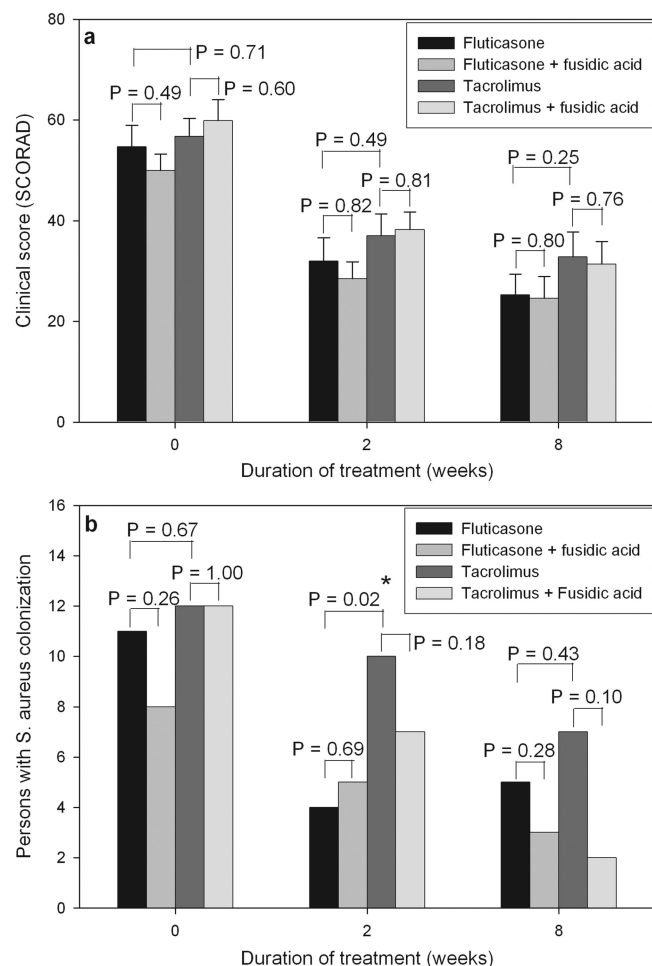 80
a
Fluticasone
Fluticasone + fusidic acid
Tacrolimus
Tacrolimus + fusidic acid
P = 0.71
P = 0.49
P = 0.60
P = 0.49
P = 0.81
P = 0.82
P = 0.25
P = 0.76
P = 0.80
60
40
20
0
Clinical score (SCORAD)
0 2 8
Duration of treatment (weeks)
16
b
Fluticasone
Fluticasone + fusidic acid
Tacrolimus
Tacrolimus + Fusidic acid
P = 0.67
P = 1.00
P = 0.26
*
P = 0.02
P = 0.18
P = 0.69
P = 0.43
P = 0.10
P = 0.28
14
12
10
8
6
4
2
0
Persons with S. aureus colonization
0 2 8
Duration of treatment (weeks)